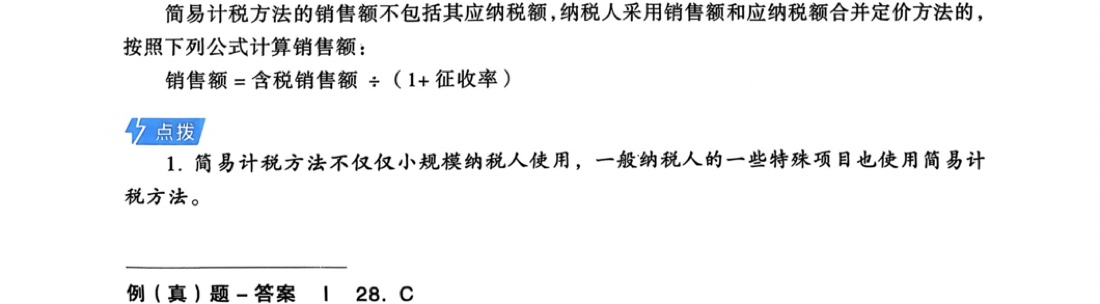 简易计税方法的销售额不包括其应纳税额,纳税人采用销售额和应纳税额合并定价方法的,
按照下列公式计算销售额:
销售额=含税销售额÷(1+征收率)
点拨
1. 简易计税方法不仅仅小规模纳税人使用，一般纳税人的一些特殊项目也使用简易计
税方法。
例(真)题-答案 | 28. C